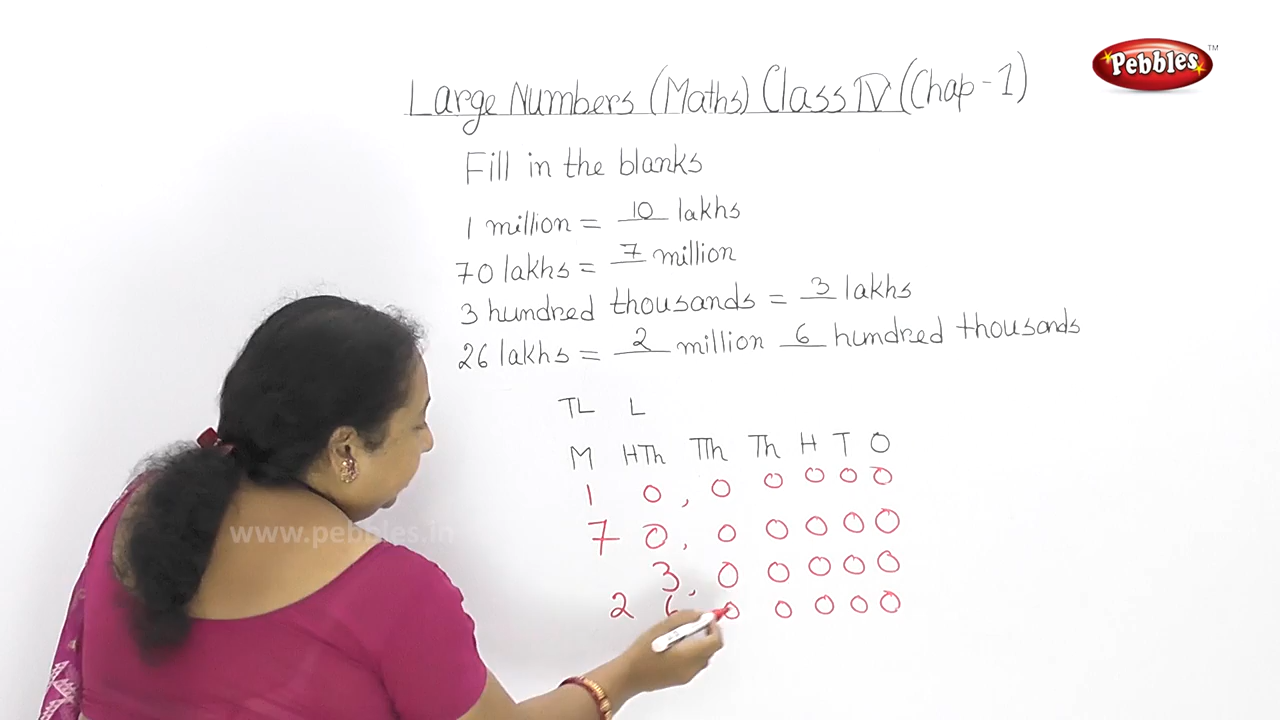 Pebbles TM
Large Numbers (Maths) Class IV (Chap-1)
Fill in the blanks
1 million = 10 lakhs
70 lakhs = 7 million
3 hundred thousands = 3 lakhs
26 lakhs = 2 million 6 hundred thousands
TL L
M HTh TTh Th H T O
1 0, 0 0 0 0 0
7 0, 0 0 0 0 0
3, 0 0 0 0 0
2 6 0 0 0 0 0
www.pebbles.in